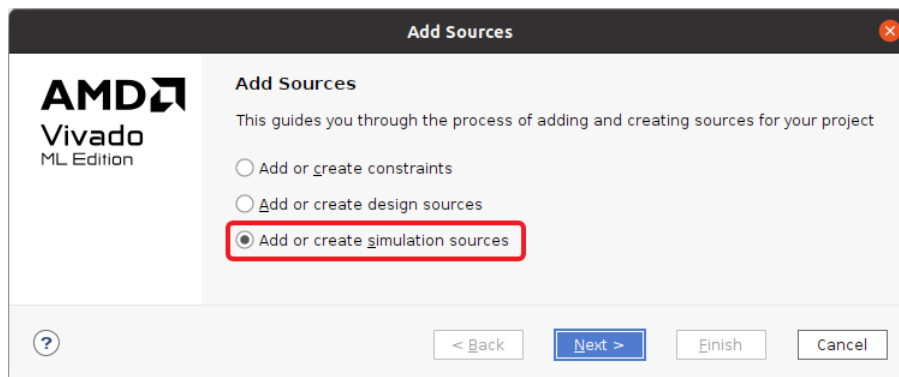 Add Sources
AMD
Vivado
ML Edition
Add Sources
This guides you through the process of adding and creating sources for your project
Add or create constraints
Add or create design sources
Add or create simulation sources
?
< Back
Next >
Finish
Cancel